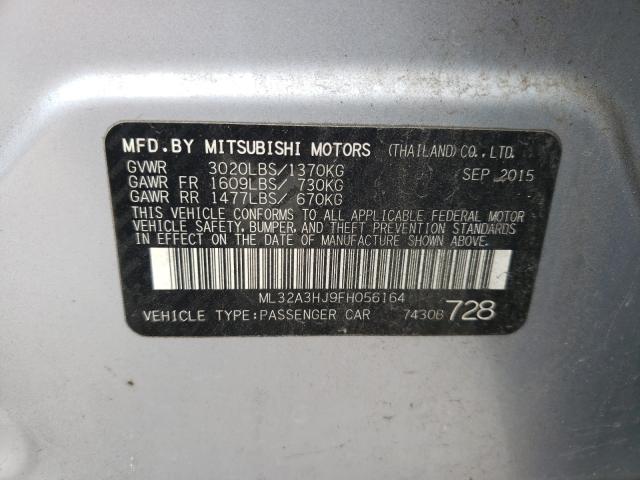 MFD.BY MITSUBISHI MOTORS (THAILAND) CO., LTD.
GVWR 3020LBS/1370KG SEP 2015
GAWR FR 1609LBS/ 730KG
GAWR RR 1477LBS/ 670KG
THIS VEHICLE CONFORMS TO ALL APPLICABLE FEDERAL MOTOR
VEHICLE SAFETY, BUMPER, AND THEFT PREVENTION STANDARDS
IN EFFECT ON THE DATE OF MANUFACTURE SHOWN ABOVE.
ML32A3HJ9FH056164
VEHICLE TYPE:PASSENGER CAR 7430B 728